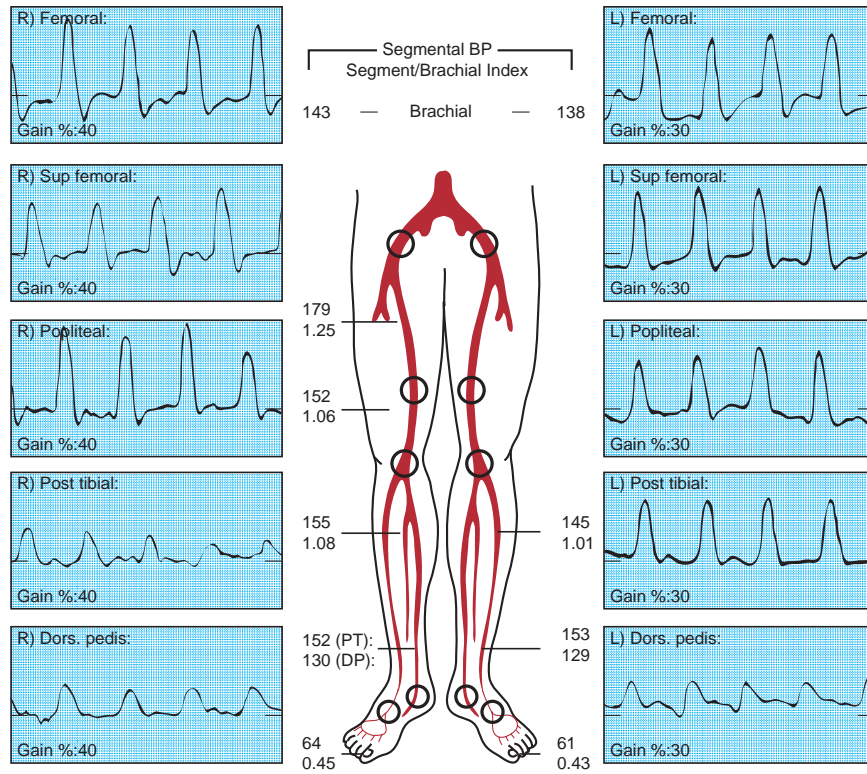 R) Femoral:
Gain %:40
R) Sup femoral:
Gain %:40
R) Popliteal:
Gain %:40
R) Post tibial:
Gain %:40
R) Dors. pedis:
Gain %:40
Segmental BP
Segment/Brachial Index
143 — Brachial — 138
179
1.25
152
1.06
155
1.08
145
1.01
152 (PT):
130 (DP):
153
129
64
0.45
61
0.43
L) Femoral:
Gain %:30
L) Sup femoral:
Gain %:30
L) Popliteal:
Gain %:30
L) Post tibial:
Gain %:30
L) Dors. pedis:
Gain %:30